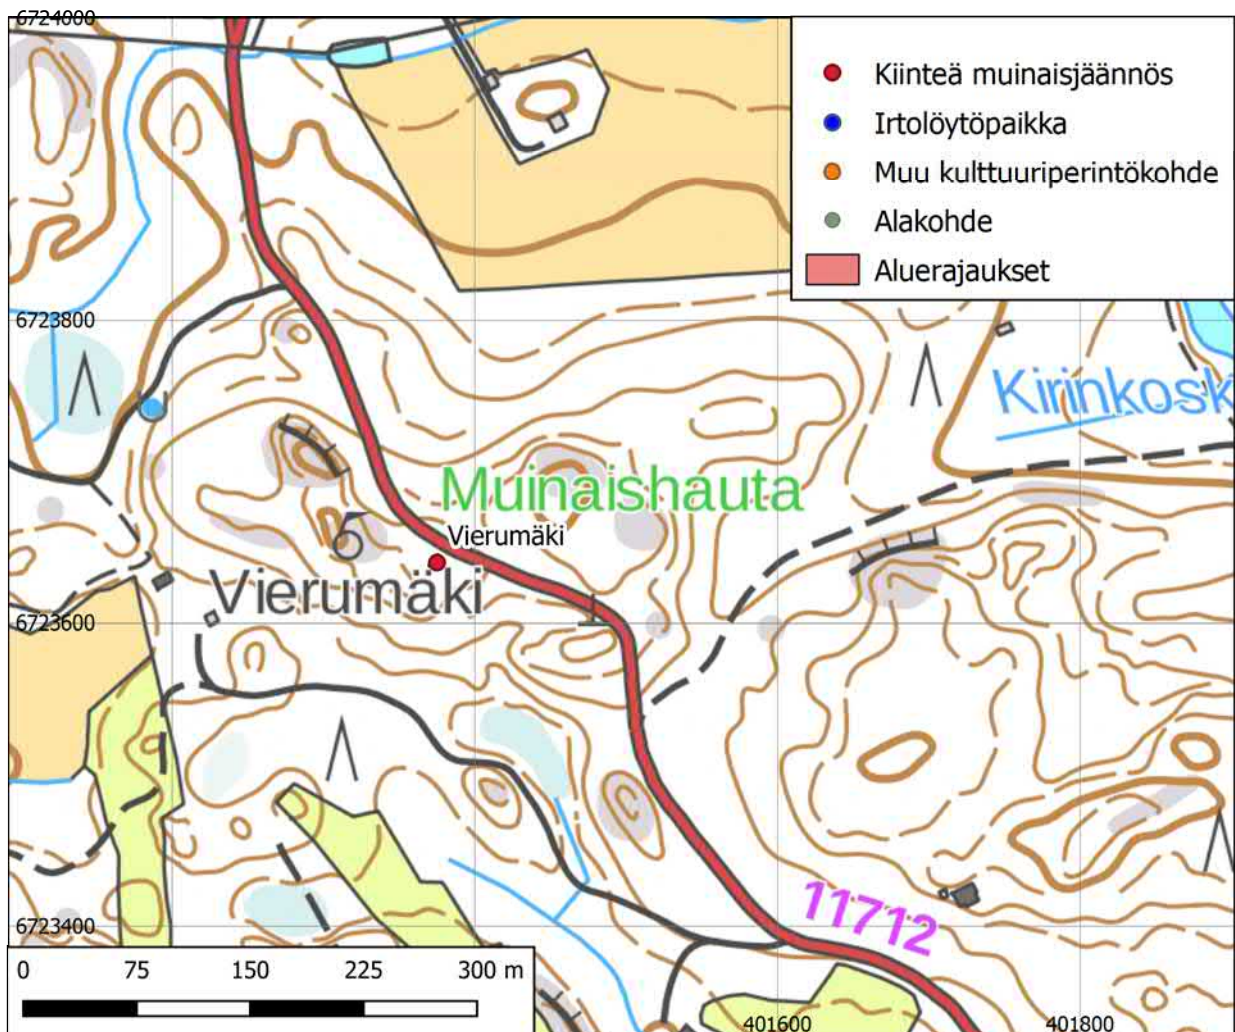 6724000
Kiinteä muinaisjäännös
Irtolöytöpaikka
Muu kulttuuriperintökohde
Alakohde
Aluerajaukset
6723800
Kirinkosk
Muinaishauta
Vierumäki
Vierumäki
6723600
11712
6723400
0 75 150 225 300 m
401600 401800